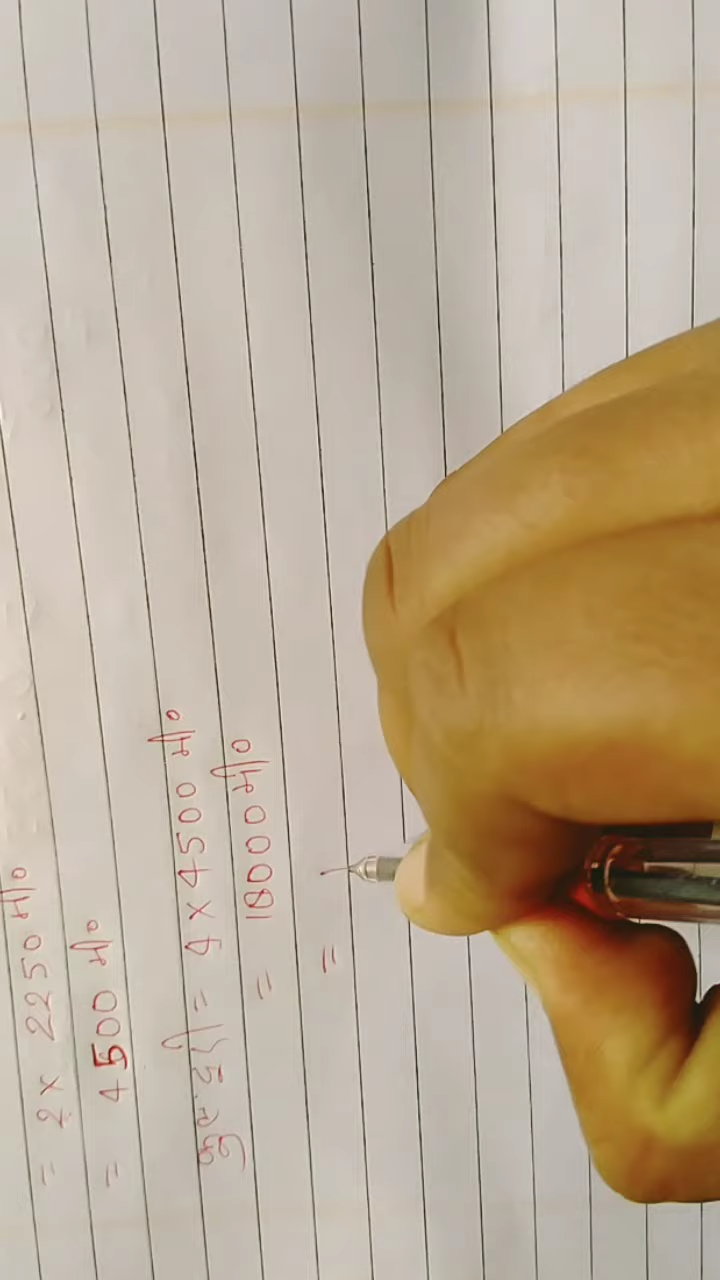 = 2 × 2250 मी०
= 4500 मी०
कुल दूरी = 4 × 4500 मी०
= 18000 मी०
=